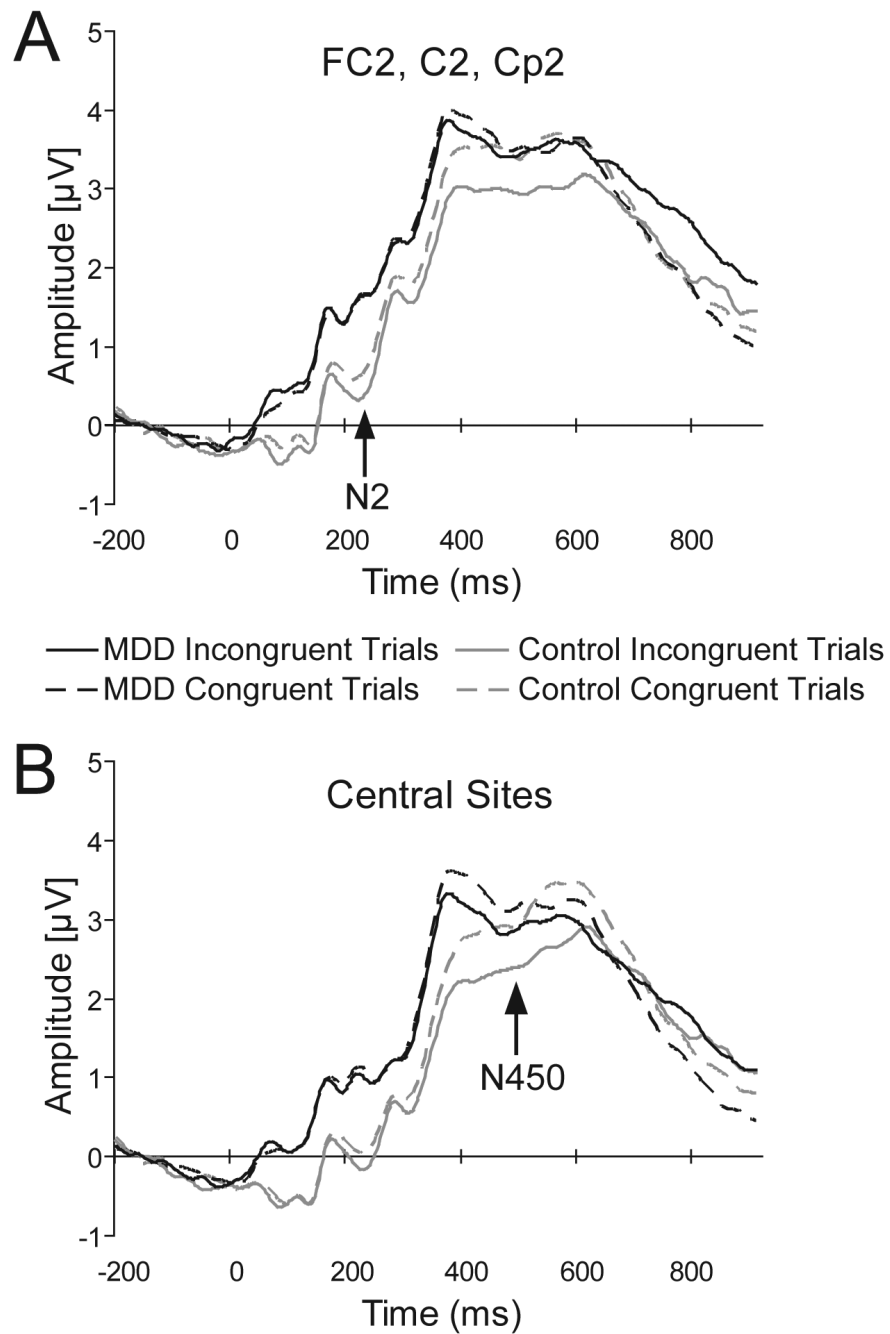 A
FC2, C2, Cp2
5
4
3
2
1
0
-1
Amplitude [µV]
N2
-200 0 200 400 600 800
Time (ms)
MDD Incongruent Trials Control Incongruent Trials
MDD Congruent Trials Control Congruent Trials
B
Central Sites
5
4
3
2
1
0
-1
Amplitude [µV]
N450
-200 0 200 400 600 800
Time (ms)